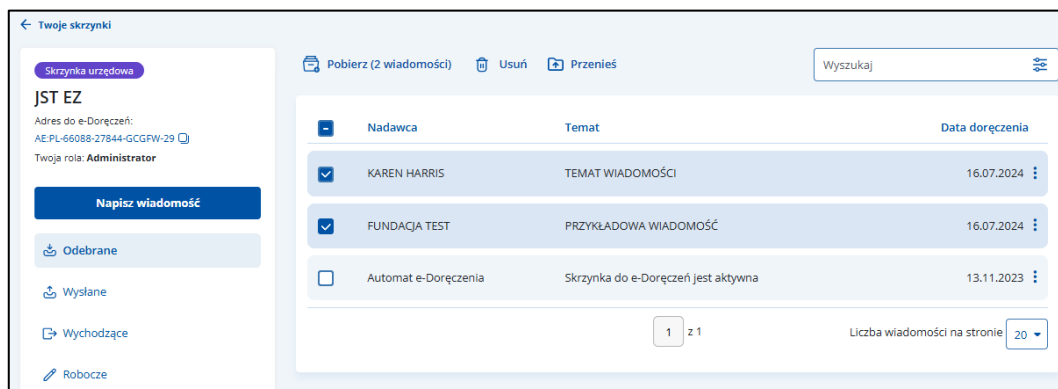 Twoje skrzynki
Skrzynka urzędowa
JST EZ
Adres do e-Doręczeń:
AE:PL-66088-27844-GCGFW-29
Twoja rola: Administrator
Napisz wiadomość
Odebrane
Wysłane
Wychodzące
Robocze
Pobierz (2 wiadomości) Usuń Przenieś
Wyszukaj
Nadawca Temat Data doręczenia
KAREN HARRIS TEMAT WIADOMOŚCI 16.07.2024
FUNDACJA TEST PRZYKŁADOWA WIADOMOŚĆ 16.07.2024
Automat e-Doręczenia Skrzynka do e-Doręczeń jest aktywna 13.11.2023
1 z 1 Liczba wiadomości na stronie 20